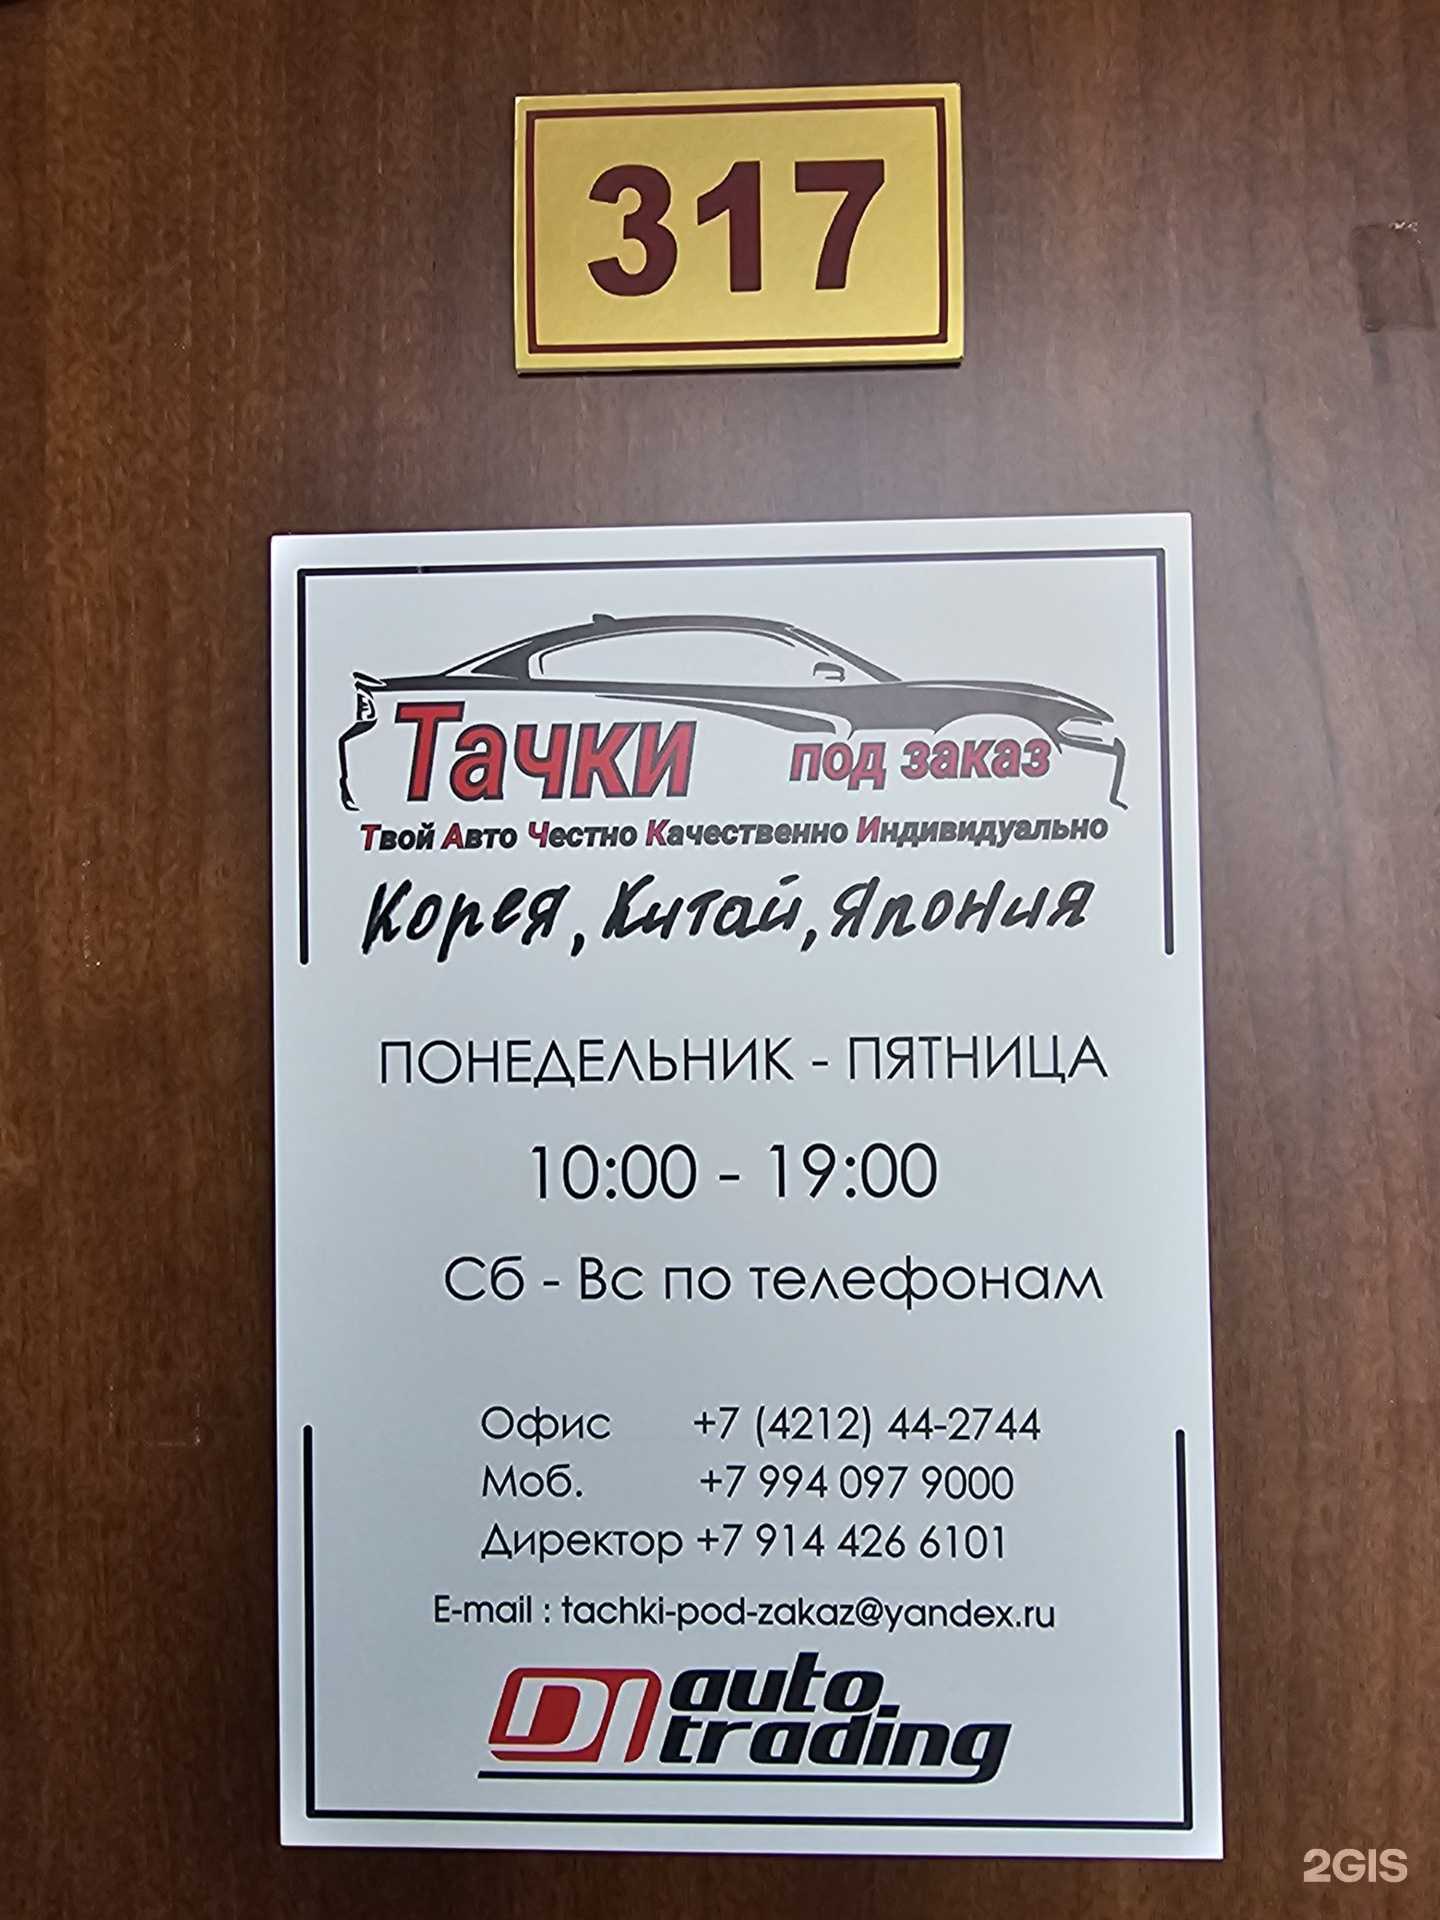 317
Тачки под заказ
Твой Авто Честно Качественно Индивидуально
Корея, Китай, Япония
ПОНЕДЕЛЬНИК - ПЯТНИЦА
10:00 - 19:00
Сб - Вс по телефонам
Офис +7 (4212) 44-2744
Моб. +7 994 097 9000
Директор +7 914 426 6101
E-mail : tachki-pod-zakaz@yandex.ru
DI auto
trading
2GIS